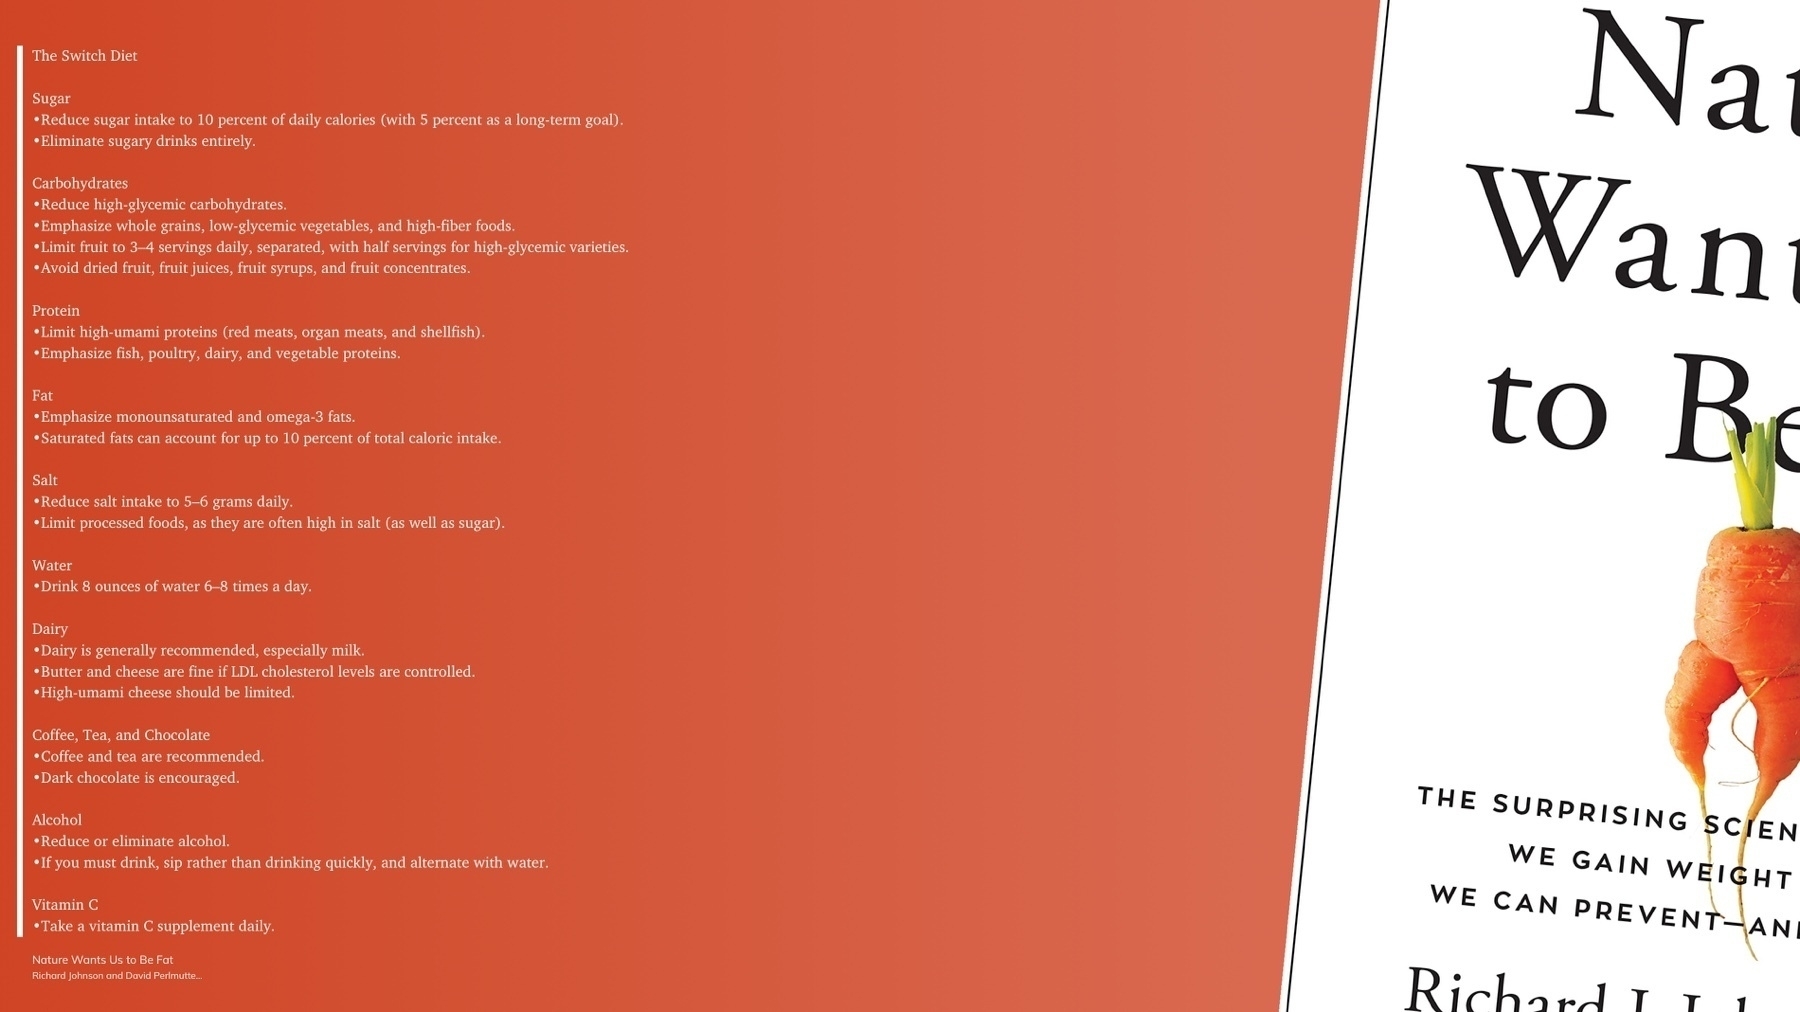 The Switch Diet
Sugar
•Reduce sugar intake to 10 percent of daily calories (with 5 percent as a long-term goal).
•Eliminate sugary drinks entirely.
Carbohydrates
•Reduce high-glycemic carbohydrates.
•Emphasize whole grains, low-glycemic vegetables, and high-fiber foods.
•Limit fruit to 3–4 servings daily, separated, with half servings for high-glycemic varieties.
•Avoid dried fruit, fruit juices, fruit syrups, and fruit concentrates.
Protein
•Limit high-umami proteins (red meats, organ meats, and shellfish).
•Emphasize fish, poultry, dairy, and vegetable proteins.
Fat
•Emphasize monounsaturated and omega-3 fats.
•Saturated fats can account for up to 10 percent of total caloric intake.
Salt
•Reduce salt intake to 5–6 grams daily.
•Limit processed foods, as they are often high in salt (as well as sugar).
Water
•Drink 8 ounces of water 6–8 times a day.
Dairy
•Dairy is generally recommended, especially milk.
•Butter and cheese are fine if LDL cholesterol levels are controlled.
•High-umami cheese should be limited.
Coffee, Tea, and Chocolate
•Coffee and tea are recommended.
•Dark chocolate is encouraged.
Alcohol
•Reduce or eliminate alcohol.
•If you must drink, sip rather than drinking quickly, and alternate with water.
Vitamin C
•Take a vitamin C supplement daily.
Nature Wants Us to Be Fat
Richard Johnson and David Perlmutte...
Nat
Want
to Be
THE SURPRISING SCIEN
WE GAIN WEIGHT
WE CAN PREVENT—AN
Richard J.